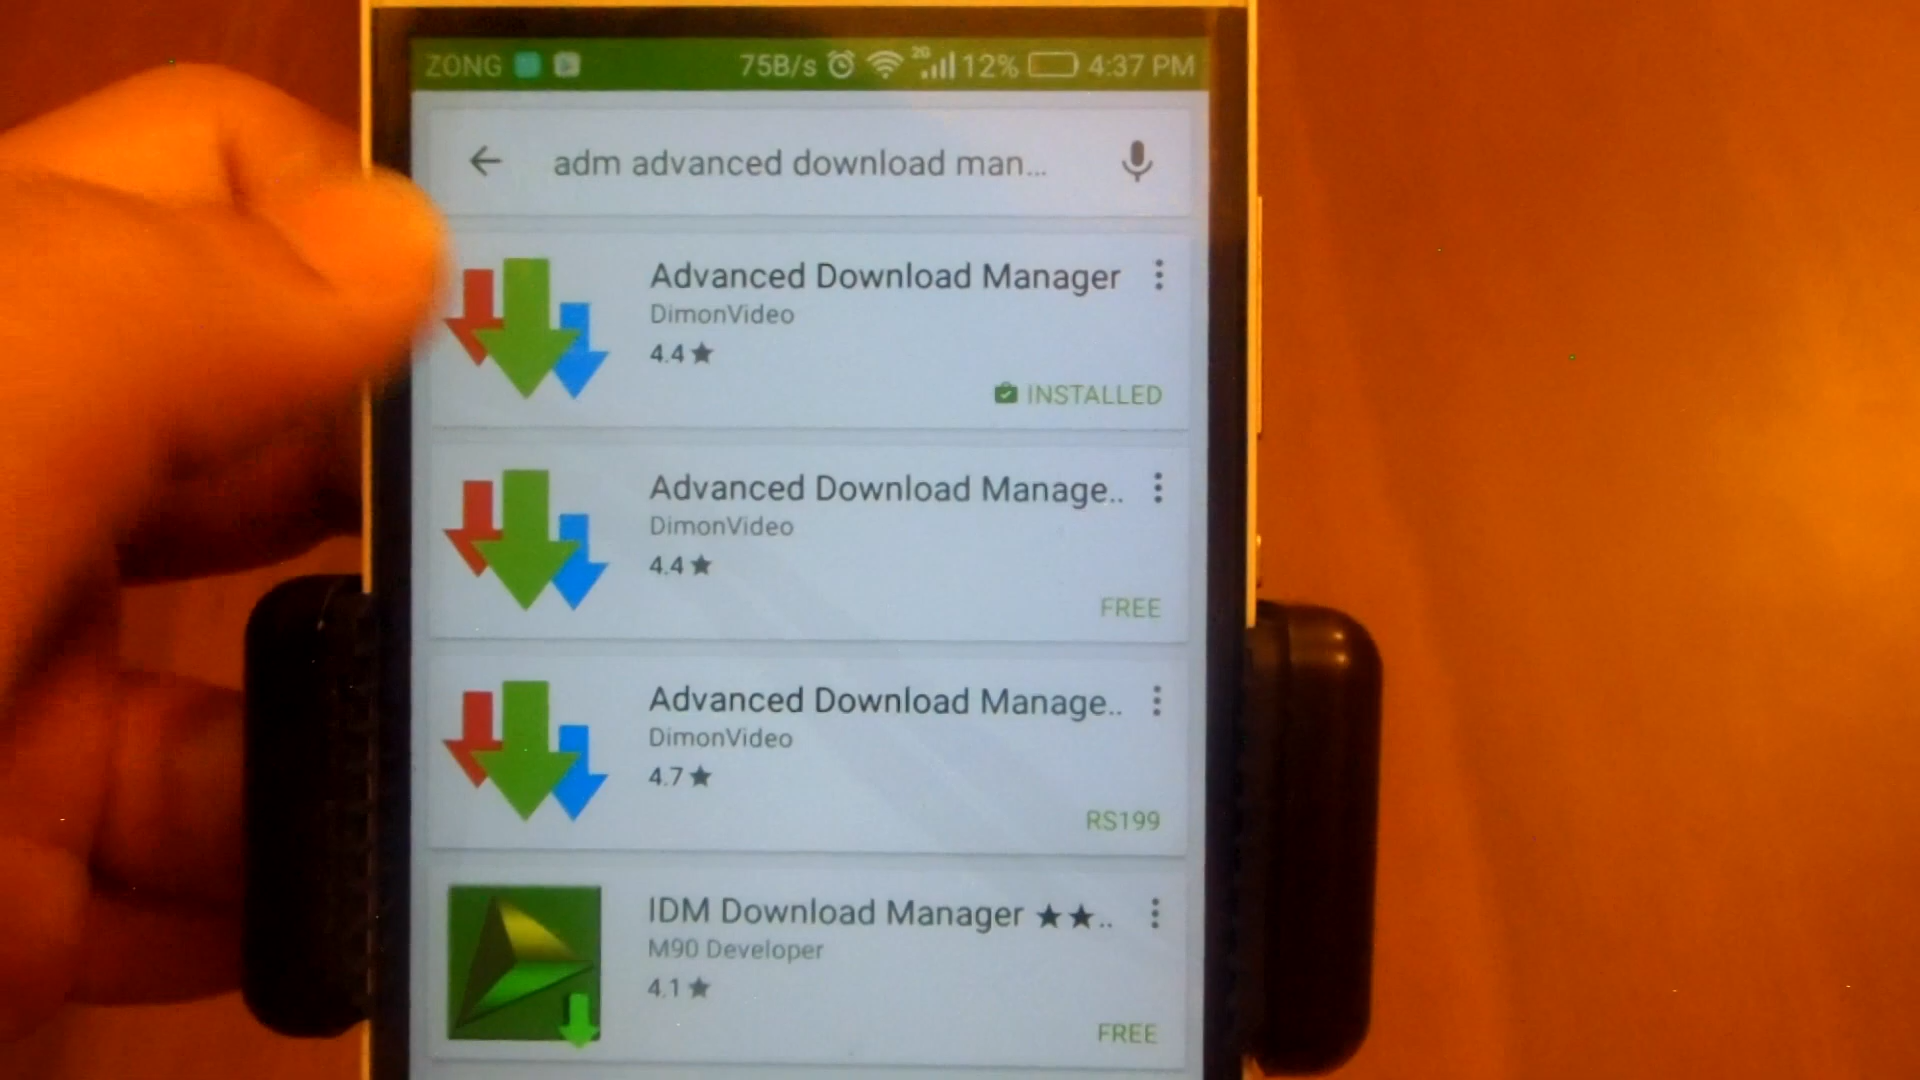 ZONG 75B/s 2G 12% 4:37 PM
adm advanced download man...
Advanced Download Manager
DimonVideo
4.4★
INSTALLED
Advanced Download Manage..
DimonVideo
4.4★
FREE
Advanced Download Manage..
DimonVideo
4.7★
RS199
IDM Download Manager ★★..
M90 Developer
4.1★
FREE